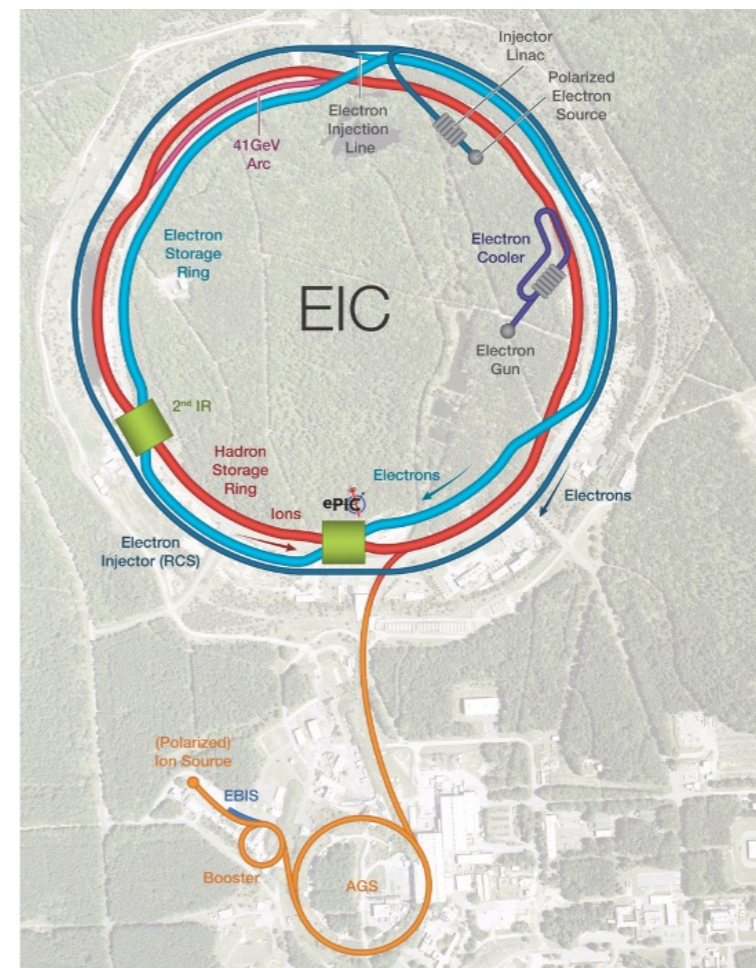 Injector
Linac
Polarized
Electron
Source
Electron
Injection
Line
41GeV
Arc
Electron
Storage
Ring
Electron
Cooler
EIC
Electron
Gun
2nd IR
Hadron
Storage
Ring
Electrons
ePIC
Ions
Electrons
Electron
Injector (RCS)
(Polarized)
Ion Source
EBIS
Booster
AGS